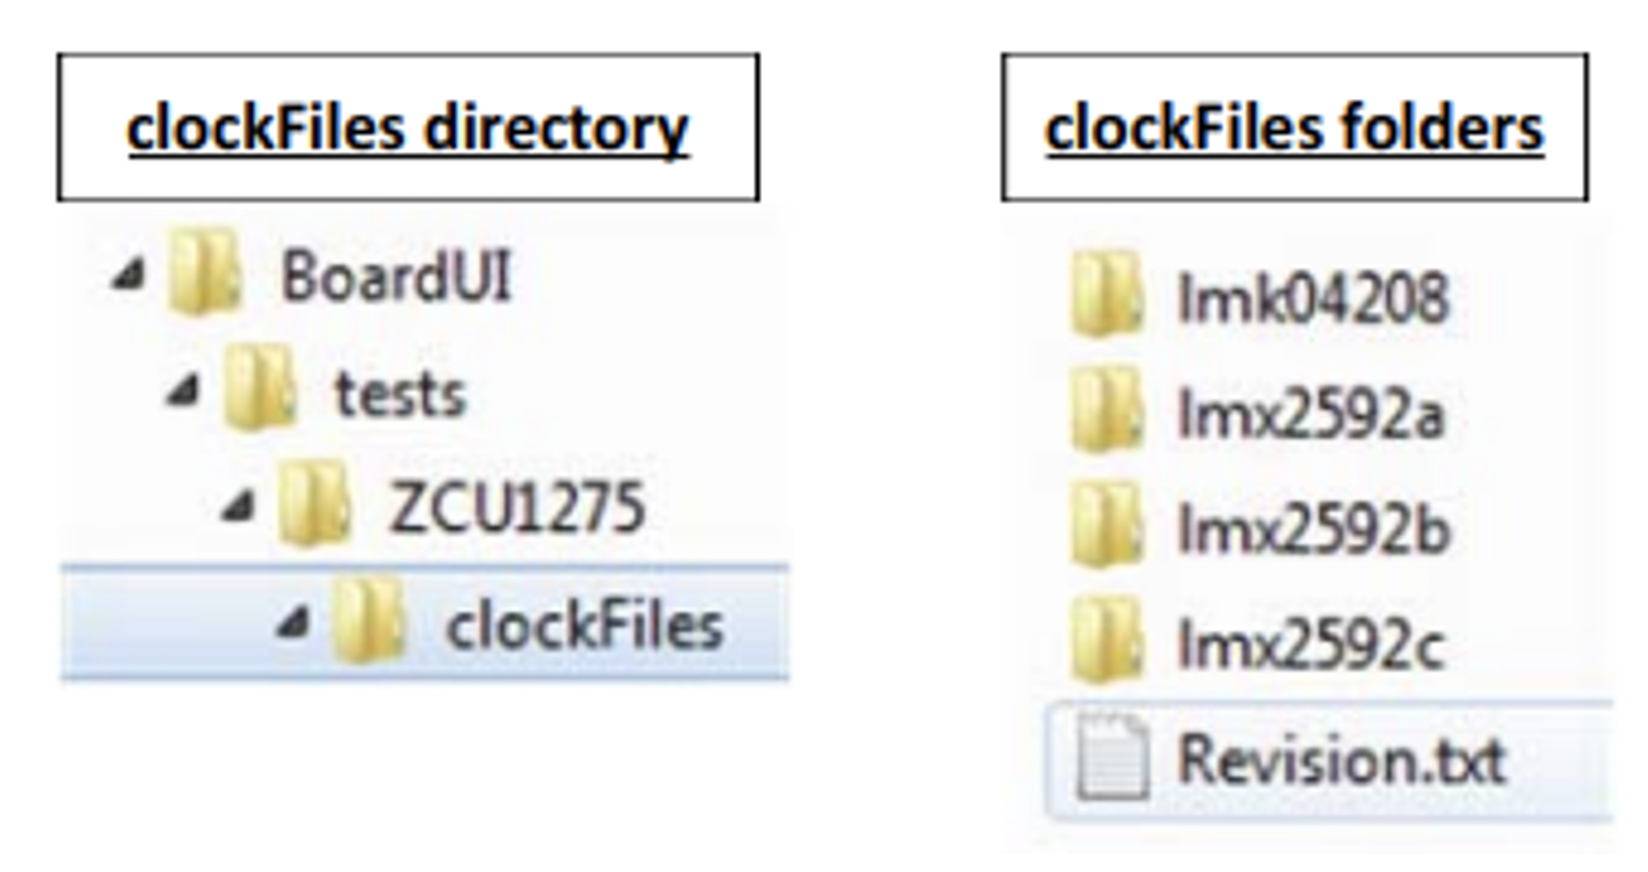 clockFiles directory
BoardUI
tests
ZCU1275
clockFiles
clockFiles folders
lmk04208
lmx2592a
lmx2592b
lmx2592c
Revision.txt